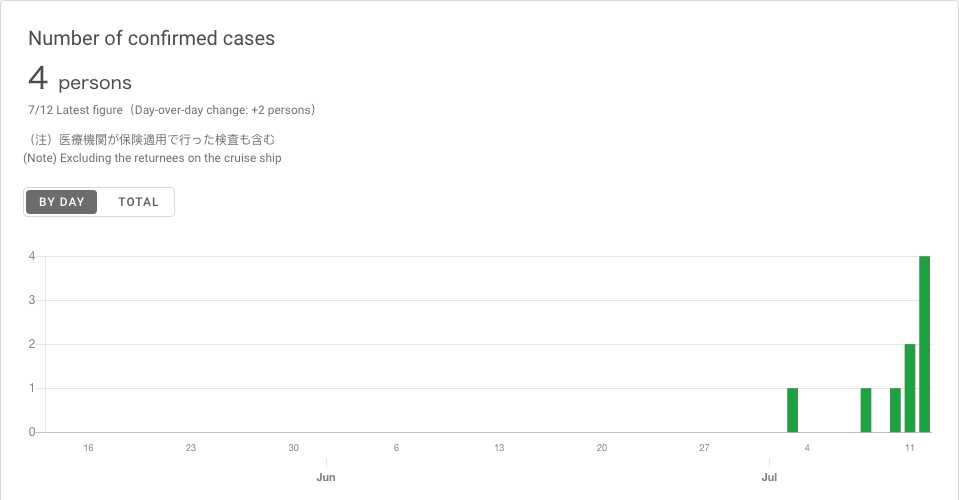 Number of confirmed cases
4 persons
7/12 Latest figure（Day-over-day change: +2 persons）
（注）医療機関が保険適用で行った検査も含む
(Note) Excluding the returnees on the cruise ship
BY DAY TOTAL
4
3
2
1
0
16 23 30 6 13 20 27 4 11
Jun Jul